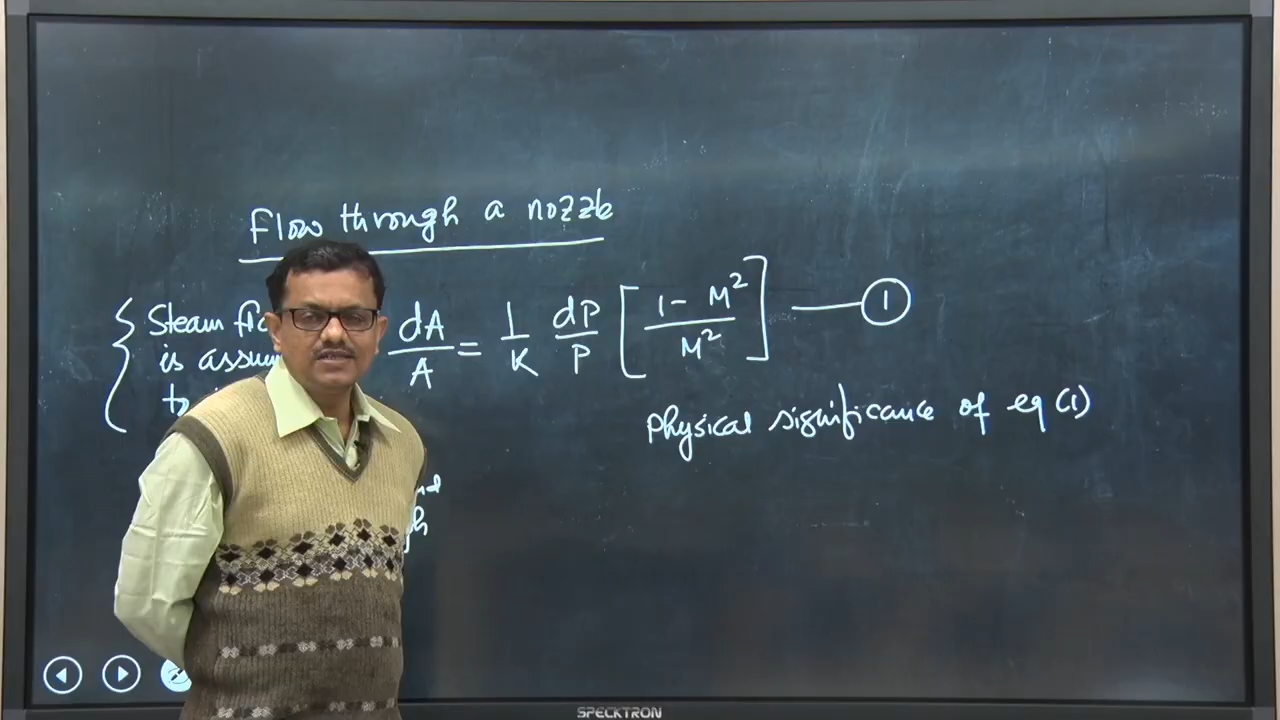 Flow through a nozzle
Steam
is
dA/A = 1/K dP/P [1 - M²/M²] — ①
Physical significance of eq (1)
SPECKTRON